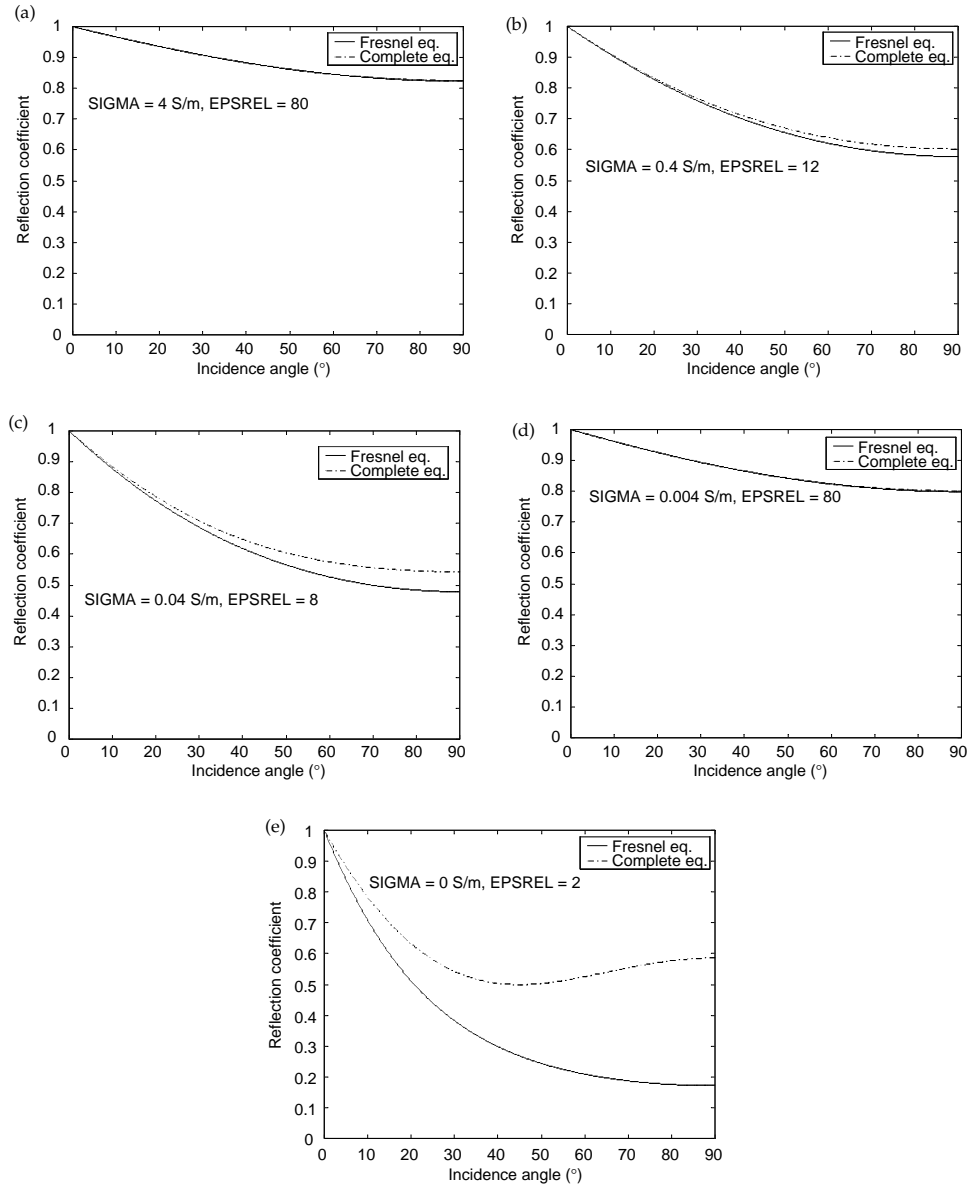 (a)
1
0.9
0.8
0.7
0.6
0.5
0.4
0.3
0.2
0.1
0
Reflection coefficient
Fresnel eq.
Complete eq.
SIGMA = 4 S/m, EPSREL = 80
0 10 20 30 40 50 60 70 80 90
Incidence angle (°)
(b)
1
0.9
0.8
0.7
0.6
0.5
0.4
0.3
0.2
0.1
0
Reflection coefficient
Fresnel eq.
Complete eq.
SIGMA = 0.4 S/m, EPSREL = 12
0 10 20 30 40 50 60 70 80 90
Incidence angle (°)
(c)
1
0.9
0.8
0.7
0.6
0.5
0.4
0.3
0.2
0.1
0
Reflection coefficient
Fresnel eq.
Complete eq.
SIGMA = 0.04 S/m, EPSREL = 8
0 10 20 30 40 50 60 70 80 90
Incidence angle (°)
(d)
1
0.9
0.8
0.7
0.6
0.5
0.4
0.3
0.2
0.1
0
Reflection coefficient
Fresnel eq.
Complete eq.
SIGMA = 0.004 S/m, EPSREL = 80
0 10 20 30 40 50 60 70 80 90
Incidence angle (°)
(e)
1
0.9
0.8
0.7
0.6
0.5
0.4
0.3
0.2
0.1
0
Reflection coefficient
Fresnel eq.
Complete eq.
SIGMA = 0 S/m, EPSREL = 2
0 10 20 30 40 50 60 70 80 90
Incidence angle (°)